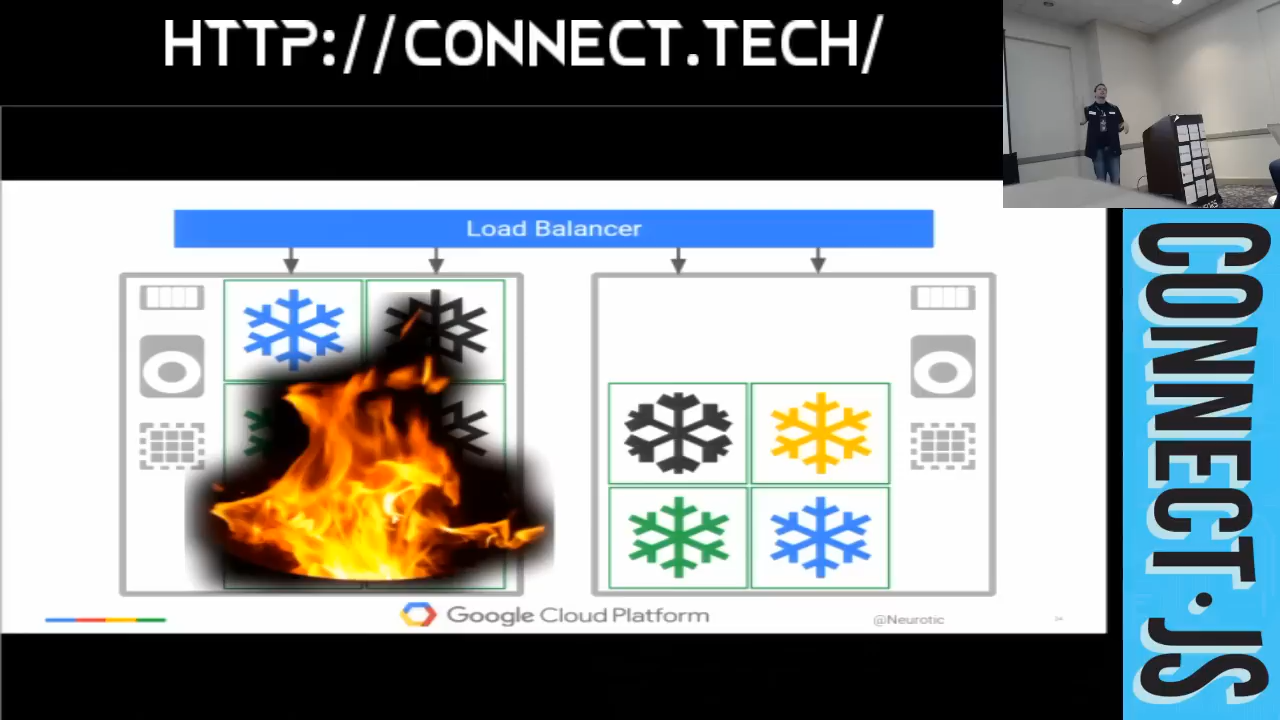 HTTP://CONNECT.TECH/
Load Balancer
Google Cloud Platform
@Neurotic
CONNECT.JS